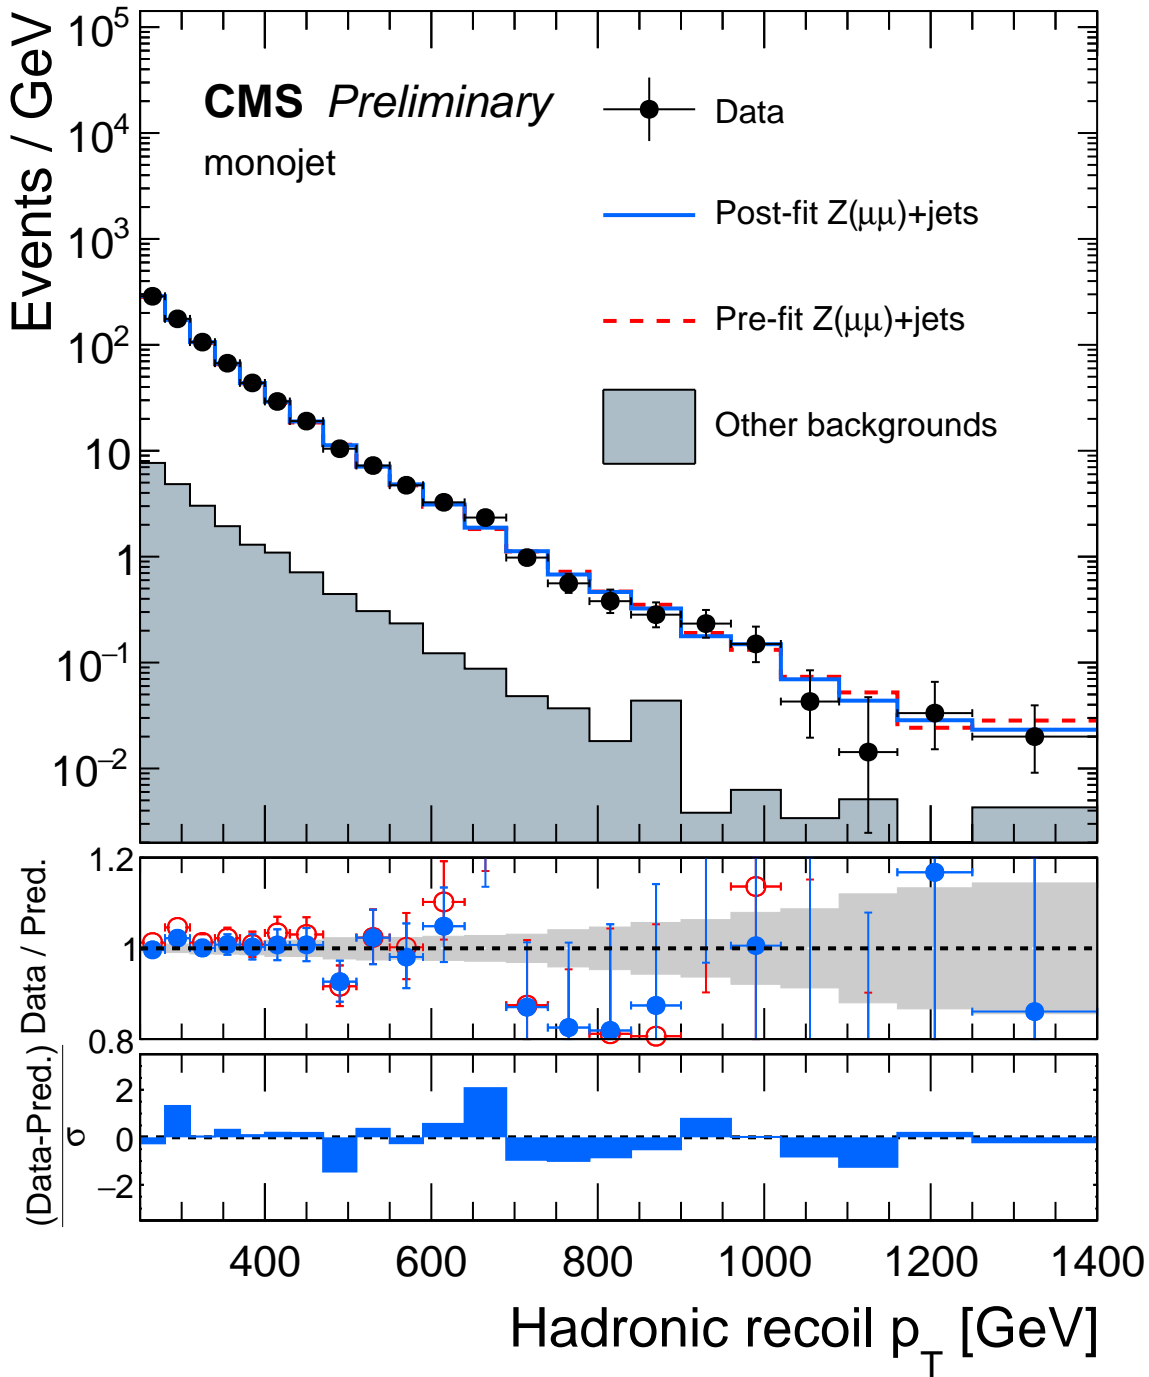 Events / GeV
10^5
10^4
10^3
10^2
10
1
10^−1
10^−2
CMS Preliminary
monojet
Data
Post-fit Z(μμ)+jets
Pre-fit Z(μμ)+jets
Other backgrounds
Data / Pred.
1.2
1
0.8
(Data-Pred.)
σ
2
0
−2
400 600 800 1000 1200 1400
Hadronic recoil p_T [GeV]